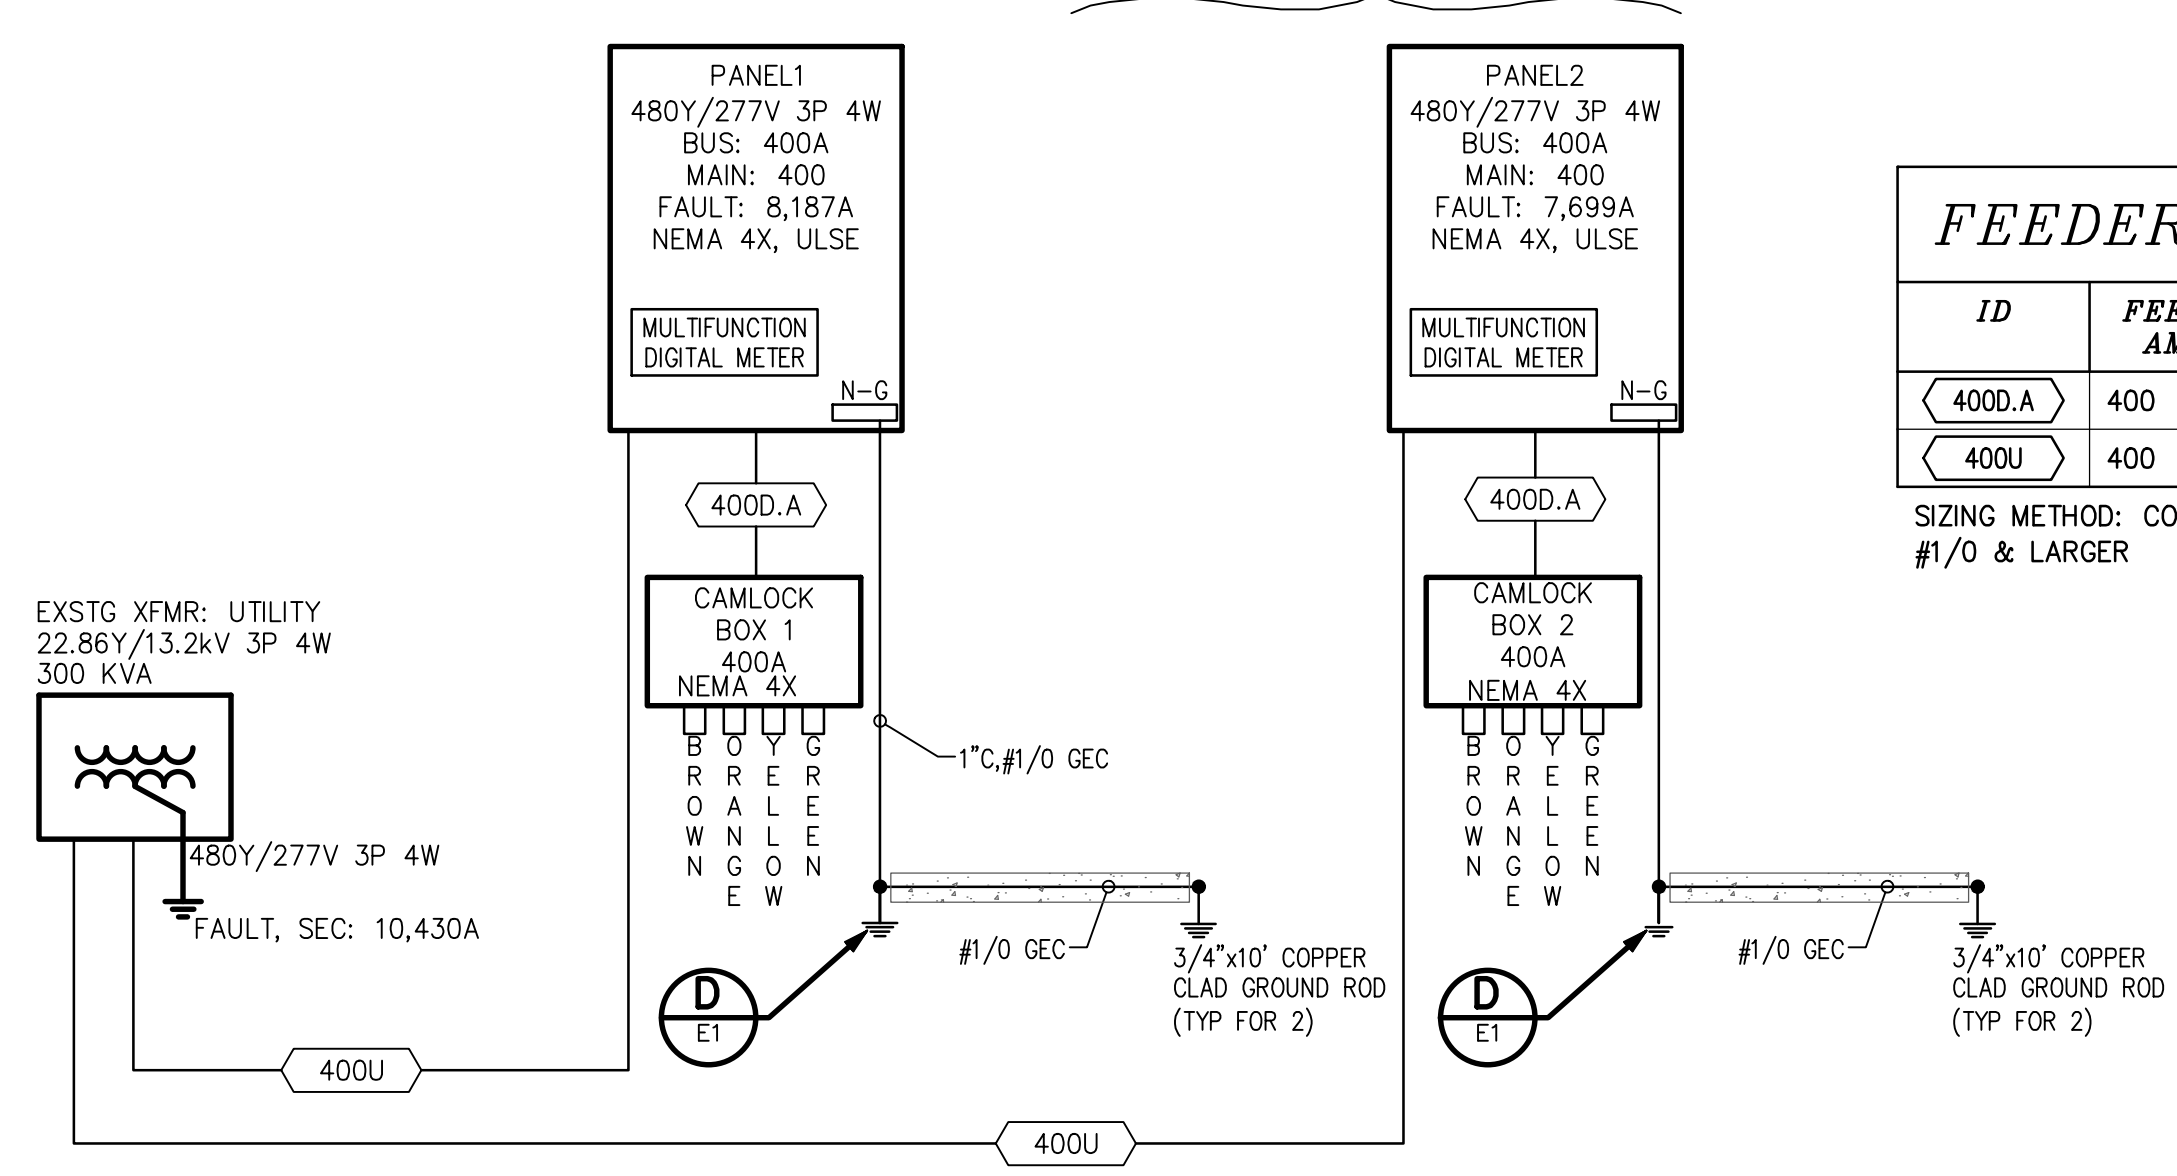 PANEL1
480Y/277V 3P 4W
BUS: 400A
MAIN: 400
FAULT: 8,187A
NEMA 4X, ULSE
MULTIFUNCTION
DIGITAL METER
N-G
400D.A
CAMLOCK
BOX 1
400A
NEMA 4X
BROWN
ORANGE
YELLOW
GREEN
1"C,#1/0 GEC
#1/0 GEC
3/4"x10' COPPER
CLAD GROUND ROD
(TYP FOR 2)
D
E1
PANEL2
480Y/277V 3P 4W
BUS: 400A
MAIN: 400
FAULT: 7,699A
NEMA 4X, ULSE
MULTIFUNCTION
DIGITAL METER
N-G
400D.A
CAMLOCK
BOX 2
400A
NEMA 4X
BROWN
ORANGE
YELLOW
GREEN
#1/0 GEC
3/4"x10' COPPER
CLAD GROUND ROD
(TYP FOR 2)
D
E1
EXSTG XFMR: UTILITY
22.86Y/13.2kV 3P 4W
300 KVA
480Y/277V 3P 4W
FAULT, SEC: 10,430A
400U
400U
FEEDER
ID
400D.A 400
400U 400
SIZING METHOD:
#1/0 & LARGER